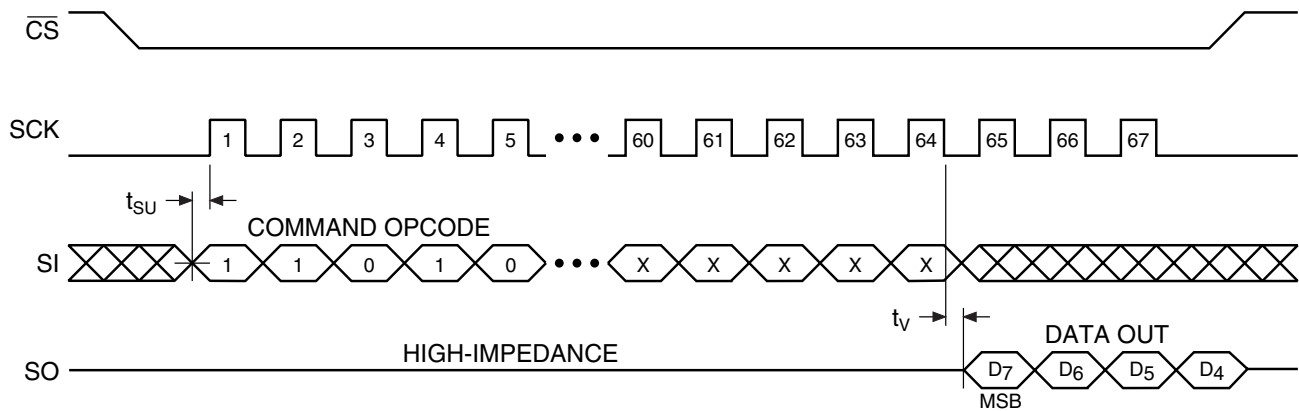 CS
SCK
1 2 3 4 5 ••• 60 61 62 63 64 65 66 67
tSU
COMMAND OPCODE
SI
1 1 0 1 0 ••• X X X X X
tV
HIGH-IMPEDANCE
DATA OUT
SO
D7 D6 D5 D4
MSB